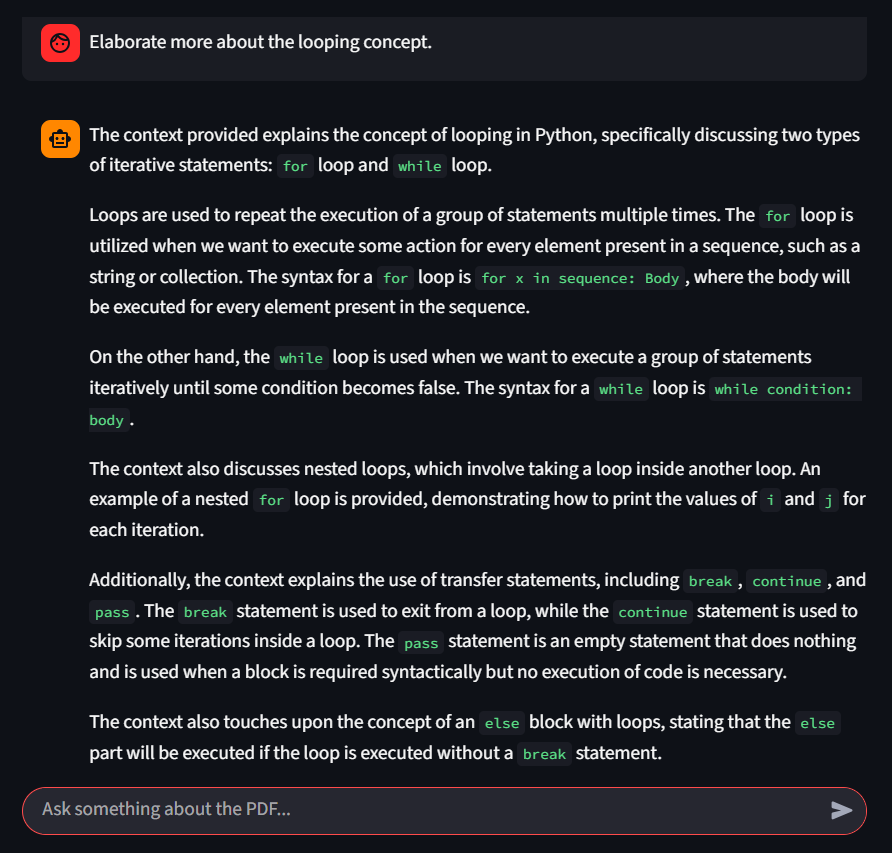 Elaborate more about the looping concept.
The context provided explains the concept of looping in Python, specifically discussing two types
of iterative statements: for loop and while loop.
Loops are used to repeat the execution of a group of statements multiple times. The for loop is
utilized when we want to execute some action for every element present in a sequence, such as a
string or collection. The syntax for a for loop is for x in sequence: Body, where the body will
be executed for every element present in the sequence.
On the other hand, the while loop is used when we want to execute a group of statements
iteratively until some condition becomes false. The syntax for a while loop is while condition:
body.
The context also discusses nested loops, which involve taking a loop inside another loop. An
example of a nested for loop is provided, demonstrating how to print the values of i and j for
each iteration.
Additionally, the context explains the use of transfer statements, including break, continue, and
pass. The break statement is used to exit from a loop, while the continue statement is used to
skip some iterations inside a loop. The pass statement is an empty statement that does nothing
and is used when a block is required syntactically but no execution of code is necessary.
The context also touches upon the concept of an else block with loops, stating that the else
part will be executed if the loop is executed without a break statement.
Ask something about the PDF...